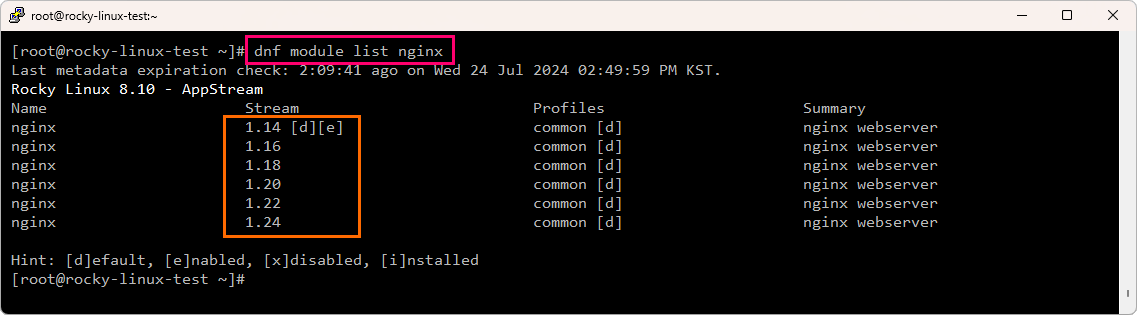 root@rocky-linux-test:~
[root@rocky-linux-test ~]# dnf module list nginx
Last metadata expiration check: 2:09:41 ago on Wed 24 Jul 2024 02:49:59 PM KST.
Rocky Linux 8.10 - AppStream
Name Stream Profiles Summary
nginx 1.14 [d][e] common [d] nginx webserver
nginx 1.16 common [d] nginx webserver
nginx 1.18 common [d] nginx webserver
nginx 1.20 common [d] nginx webserver
nginx 1.22 common [d] nginx webserver
nginx 1.24 common [d] nginx webserver
Hint: [d]efault, [e]nabled, [x]disabled, [i]nstalled
[root@rocky-linux-test ~]#